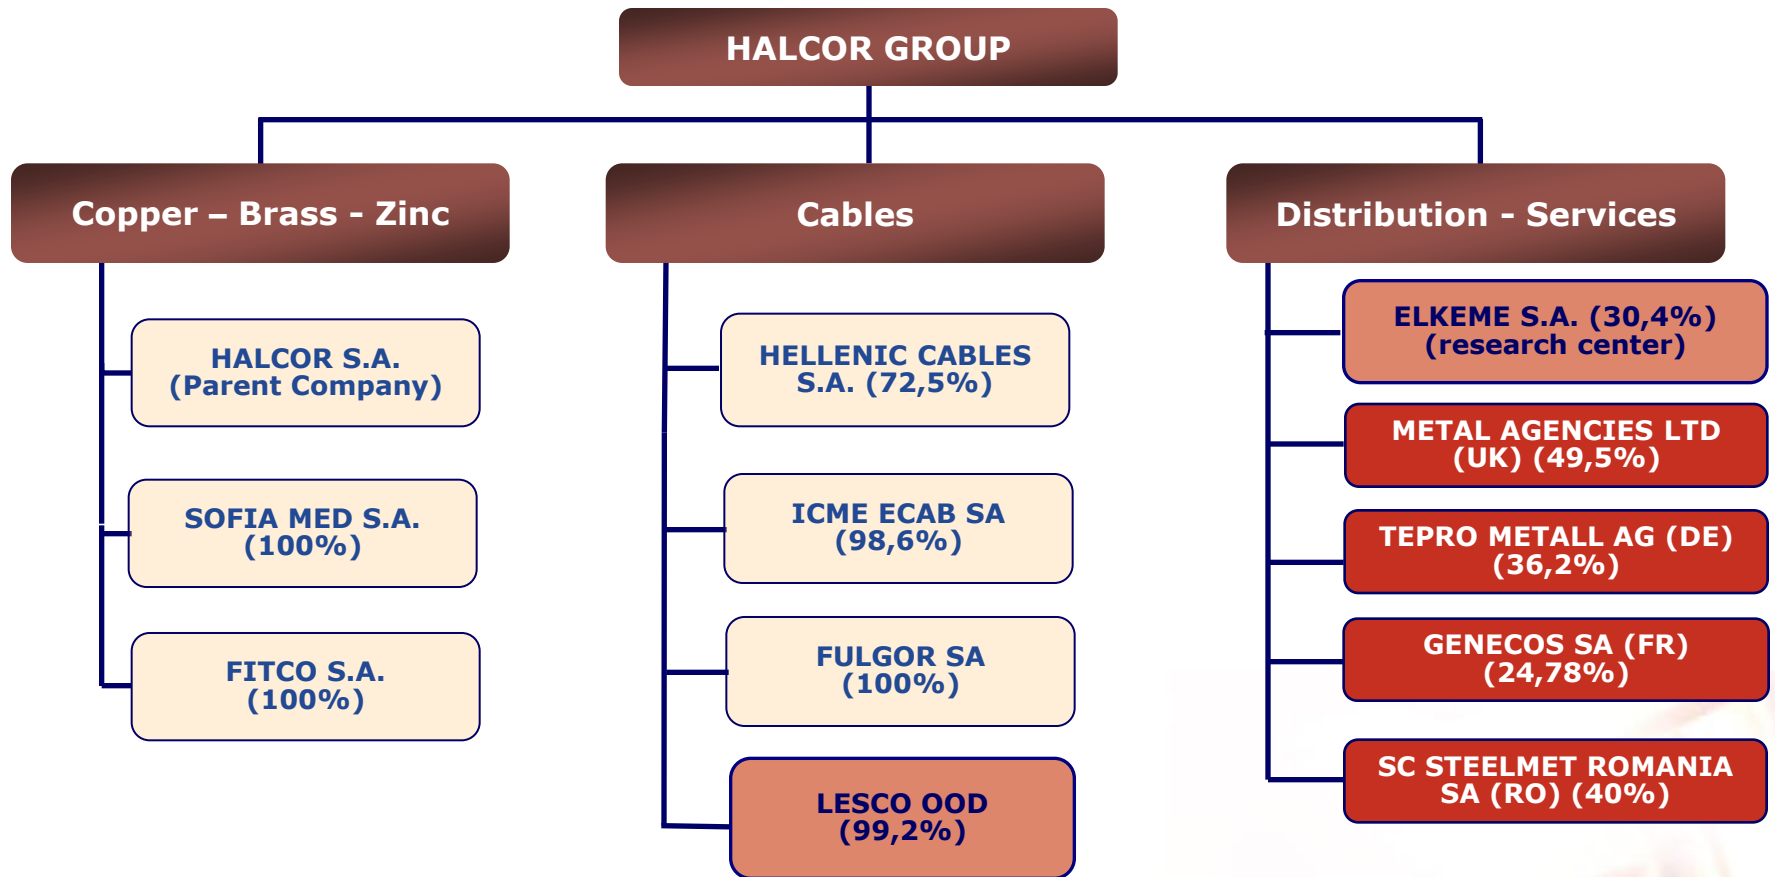 HALCOR GROUP
Copper – Brass - Zinc
HALCOR S.A.
(Parent Company)
SOFIA MED S.A.
(100%)
FITCO S.A.
(100%)
Cables
HELLENIC CABLES
S.A. (72,5%)
ICME ECAB SA
(98,6%)
FULGOR SA
(100%)
LESCO OOD
(99,2%)
Distribution - Services
ELKEME S.A. (30,4%)
(research center)
METAL AGENCIES LTD
(UK) (49,5%)
TEPRO METALL AG (DE)
(36,2%)
GENECOS SA (FR)
(24,78%)
SC STEELMET ROMANIA
SA (RO) (40%)